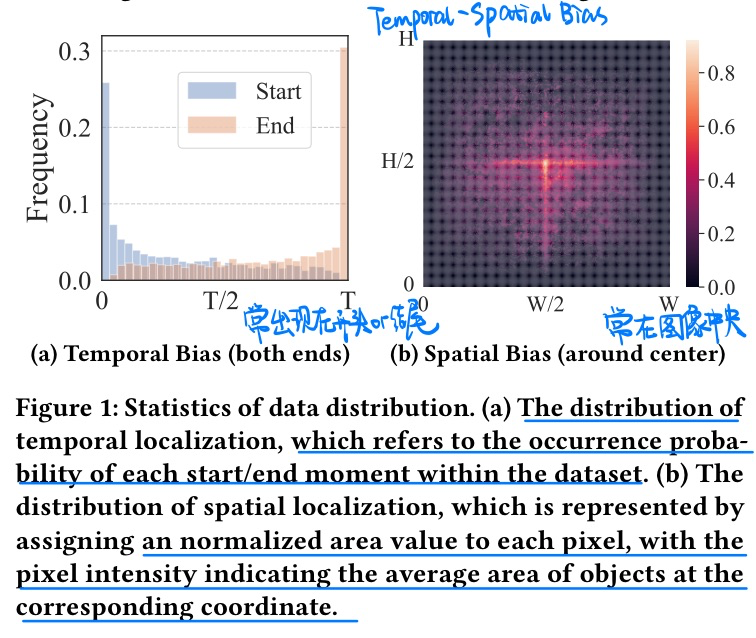 Temporal-Spatial Bias
Frequency
0.3
0.2
0.1
0.0
Start
End
0 T/2 T
H
H/2
0
0 W/2 W
0.8
0.6
0.4
0.2
0.0
常出现在开头or结尾
常在图像中央
(a) Temporal Bias (both ends)
(b) Spatial Bias (around center)
Figure 1: Statistics of data distribution. (a) The distribution of
temporal localization, which refers to the occurrence proba-
bility of each start/end moment within the dataset. (b) The
distribution of spatial localization, which is represented by
assigning an normalized area value to each pixel, with the
pixel intensity indicating the average area of objects at the
corresponding coordinate.